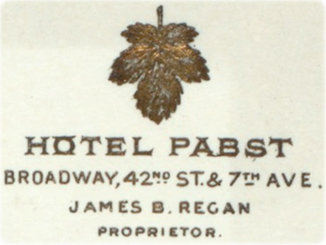 HOTEL PABST
BROADWAY, 42ND ST. & 7TH AVE.
JAMES B. REGAN
PROPRIETOR.